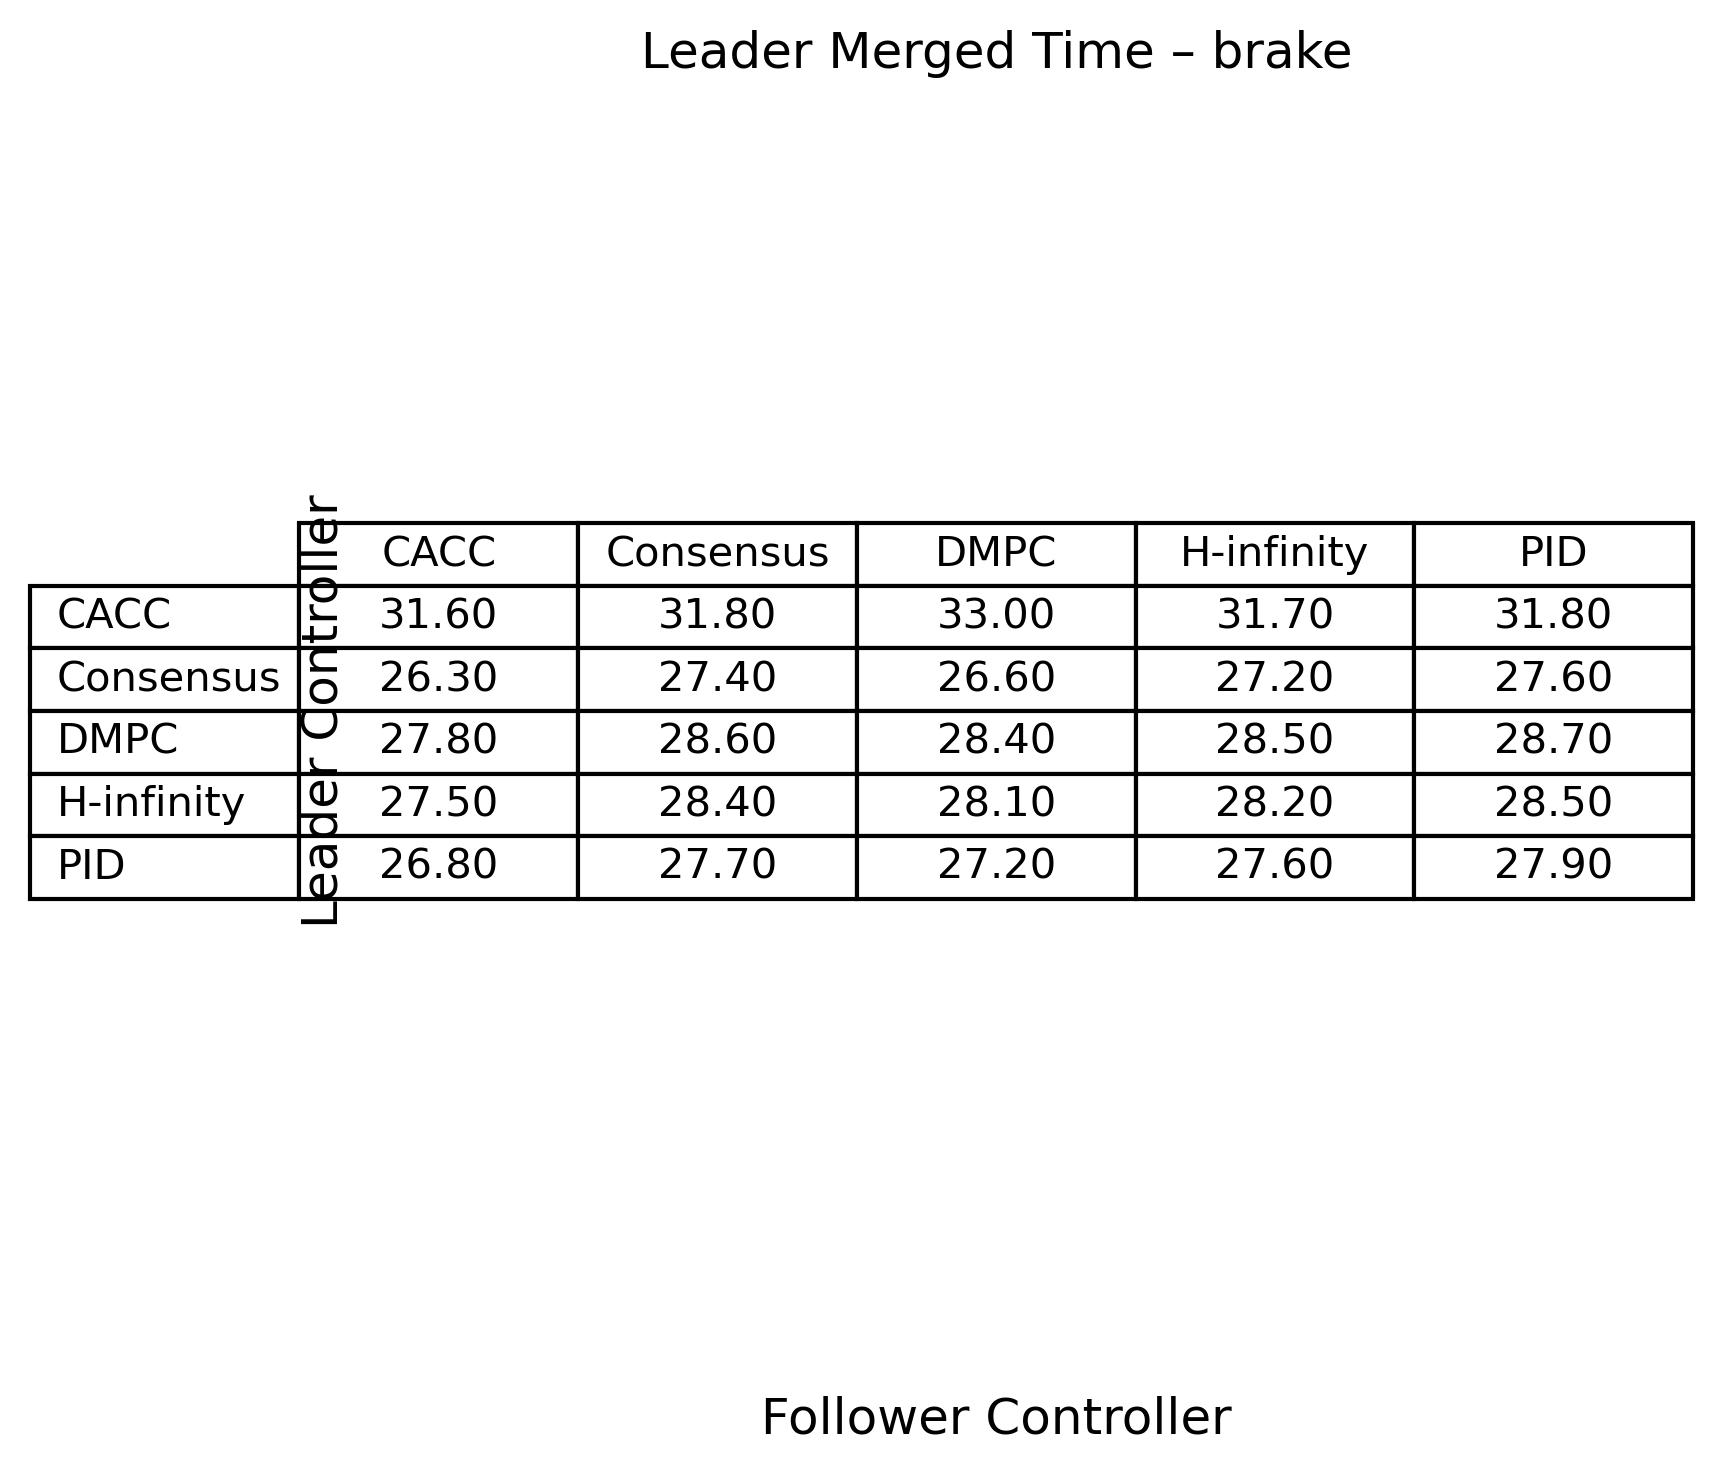 Leader Merged Time – brake
Leader Controller
CACC Consensus DMPC H-infinity PID
CACC 31.60 31.80 33.00 31.70 31.80
Consensus 26.30 27.40 26.60 27.20 27.60
DMPC 27.80 28.60 28.40 28.50 28.70
H-infinity 27.50 28.40 28.10 28.20 28.50
PID 26.80 27.70 27.20 27.60 27.90
Follower Controller